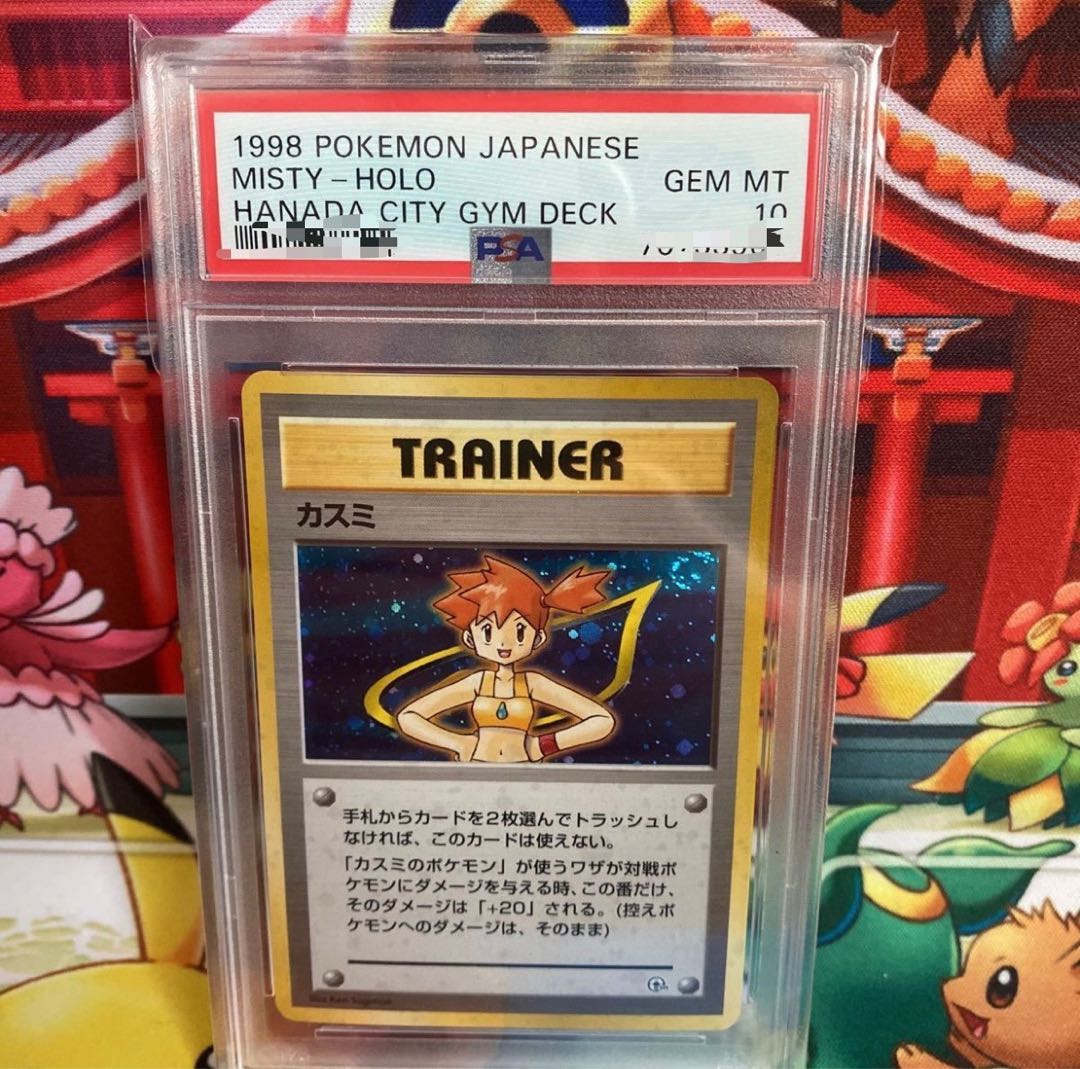 1998 POKEMON JAPANESE
MISTY - HOLO
GEM MT
HANADA CITY GYM DECK
10
PSA
TRAINER
カスミ
手札からカードを2枚選んでトラッシュし
なければ、このカードは使えない。
「カスミのポケモン」が使うワザが対戦ポ
ケモンにダメージを与える時、この番だけ、
そのダメージは「+20」される。(控えポ
ケモンへのダメージは、そのまま)
Illus. Ken Sugimori